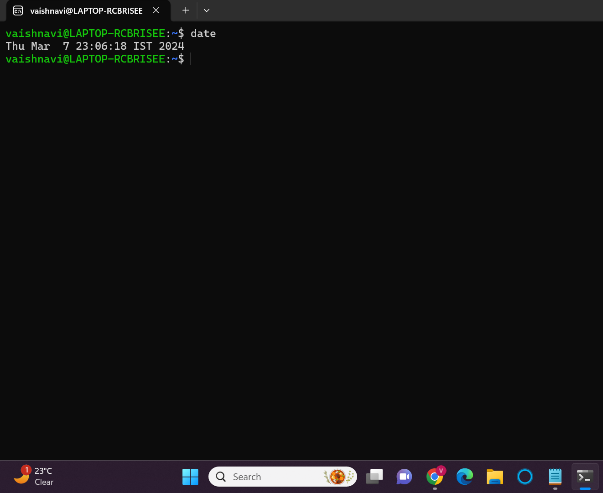 vaishnavi@LAPTOP-RCBRISEE
vaishnavi@LAPTOP-RCBRISEE:~$ date
Thu Mar  7 23:06:18 IST 2024
vaishnavi@LAPTOP-RCBRISEE:~$
1
23°C
Clear
Search
V